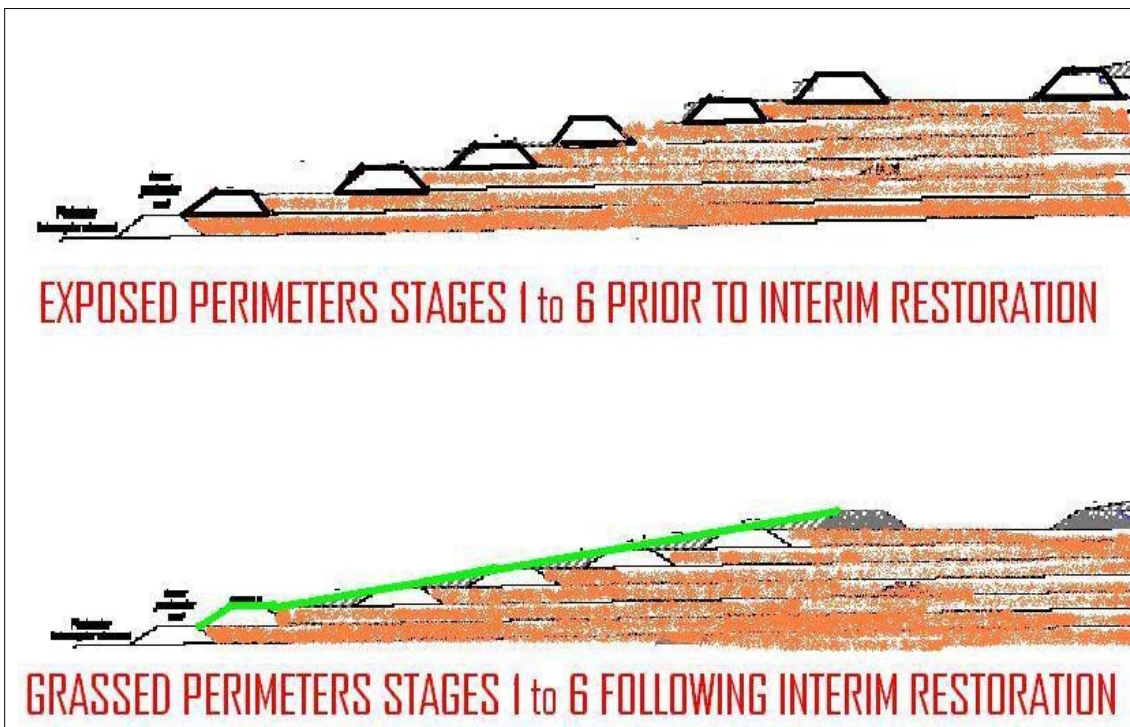 EXPOSED PERIMETERS STAGES 1 to 6 PRIOR TO INTERIM RESTORATION
GRASSED PERIMETERS STAGES 1 to 6 FOLLOWING INTERIM RESTORATION